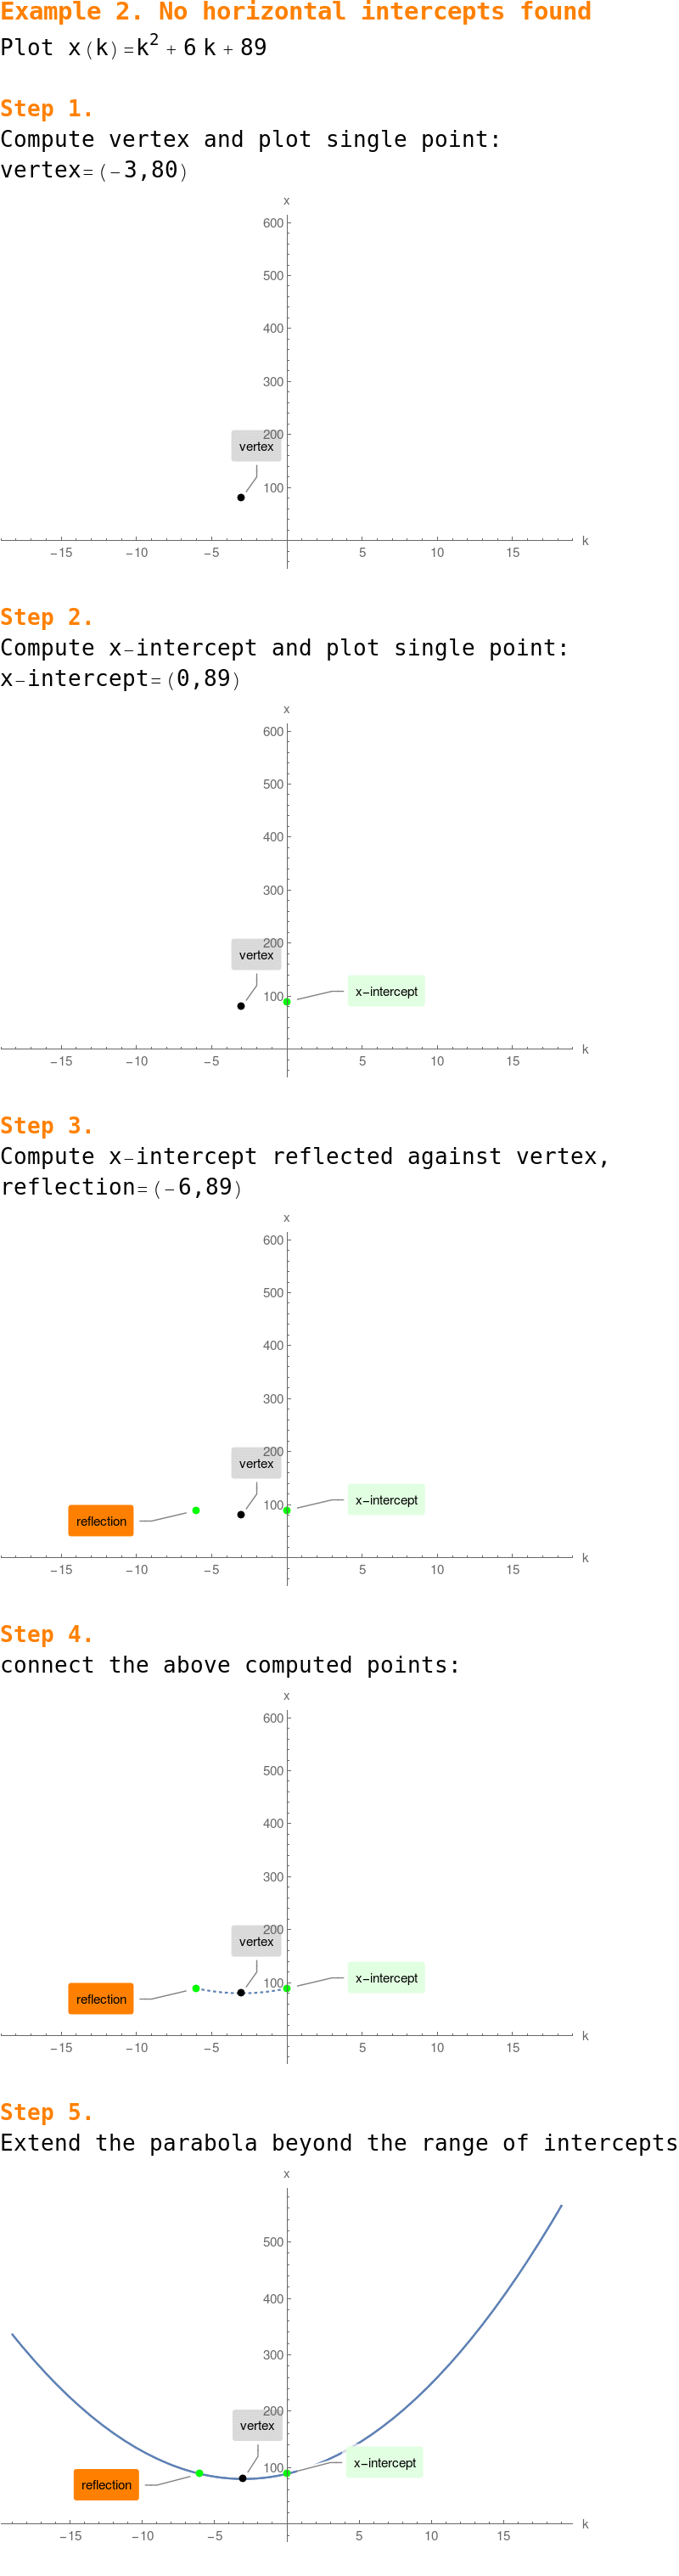 Example 2. No horizontal intercepts found
Plot x(k)=k² + 6 k + 89
Step 1.
Compute vertex and plot single point:
vertex=(-3,80)
x
600
500
400
300
200
vertex
100
k
-15 -10 -5 5 10 15
Step 2.
Compute x-intercept and plot single point:
x-intercept=(0,89)
x
600
500
400
300
200
vertex
100 x-intercept
k
-15 -10 -5 5 10 15
Step 3.
Compute x-intercept reflected against vertex,
reflection=(-6,89)
x
600
500
400
300
200
vertex
100 x-intercept
reflection
k
-15 -10 -5 5 10 15
Step 4.
connect the above computed points:
x
600
500
400
300
200
vertex
100 x-intercept
reflection
k
-15 -10 -5 5 10 15
Step 5.
Extend the parabola beyond the range of intercepts
x
500
400
300
200
vertex
100 x-intercept
reflection
k
-15 -10 -5 5 10 15